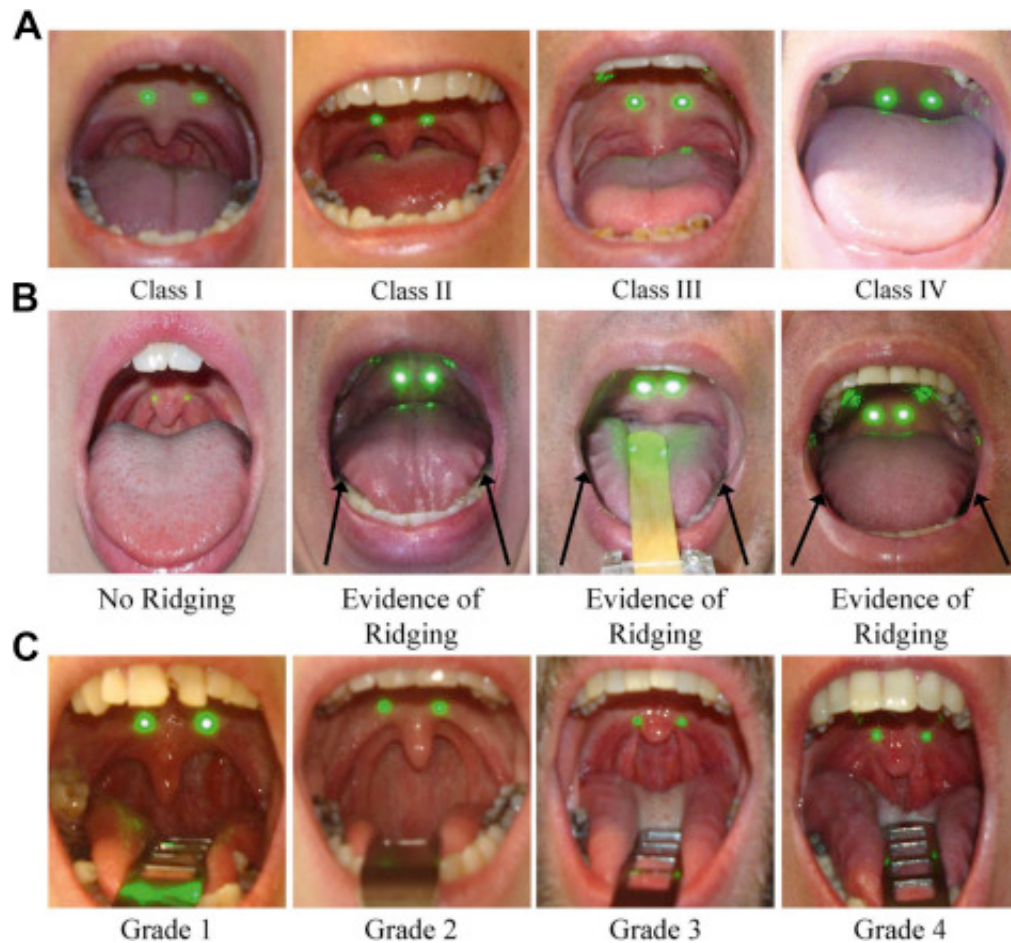 A
Class I
Class II
Class III
Class IV
B
No Ridging
Evidence of
Ridging
Evidence of
Ridging
Evidence of
Ridging
C
Grade 1
Grade 2
Grade 3
Grade 4